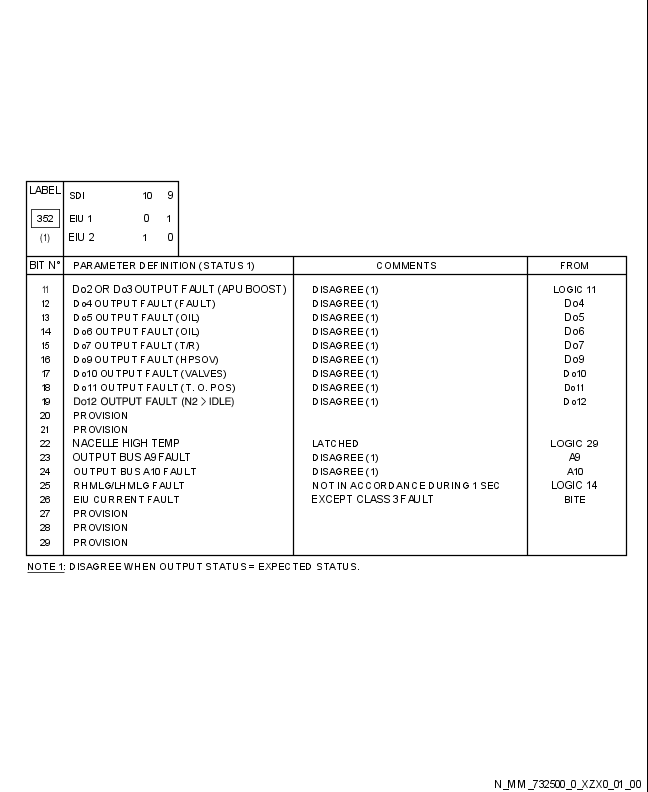 LABEL SDI 10 9
352 EIU 1 0 1
(1) EIU 2 1 0
BIT N° PARAMETER DEFINITION (STATUS 1) COMMENTS FROM
11 Do2 OR Do3 OUTPUT FAULT (APU BOOST) DISAGREE (1) LOGIC 11
12 Do4 OUTPUT FAULT (FAULT) DISAGREE (1) Do4
13 Do5 OUTPUT FAULT (OIL) DISAGREE (1) Do5
14 Do6 OUTPUT FAULT (OIL) DISAGREE (1) Do6
15 Do7 OUTPUT FAULT (T/R) DISAGREE (1) Do7
16 Do9 OUTPUT FAULT (HPSOV) DISAGREE (1) Do9
17 Do10 OUTPUT FAULT (VALVES) DISAGREE (1) Do10
18 Do11 OUTPUT FAULT (T. O. POS) DISAGREE (1) Do11
19 Do12 OUTPUT FAULT (N2 > IDLE) DISAGREE (1) Do12
20 PROVISION
21 PROVISION
22 NACELLE HIGH TEMP LATCHED LOGIC 29
23 OUTPUT BUS A9 FAULT DISAGREE (1) A9
24 OUTPUT BUS A10 FAULT DISAGREE (1) A10
25 RHMLG/LHMLG FAULT NOT IN ACCORDANCE DURING 1 SEC LOGIC 14
26 EIU CURRENT FAULT EXCEPT CLASS 3 FAULT BITE
27 PROVISION
28 PROVISION
29 PROVISION
NOTE 1: DISAGREE WHEN OUTPUT STATUS = EXPECTED STATUS.
N_MM_732500_0_XZX0_01_00